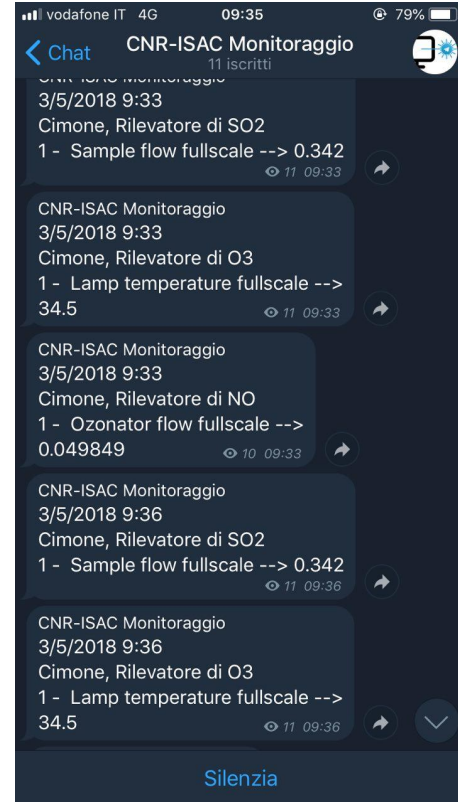 vodafone IT 4G 09:35 79%
Chat CNR-ISAC Monitoraggio
11 iscritti
CNR-ISAC Monitoraggio
3/5/2018 9:33
Cimone, Rilevatore di SO2
1 - Sample flow fullscale --> 0.342
11 09:33
CNR-ISAC Monitoraggio
3/5/2018 9:33
Cimone, Rilevatore di O3
1 - Lamp temperature fullscale -->
34.5 11 09:33
CNR-ISAC Monitoraggio
3/5/2018 9:33
Cimone, Rilevatore di NO
1 - Ozonator flow fullscale -->
0.049849 10 09:33
CNR-ISAC Monitoraggio
3/5/2018 9:36
Cimone, Rilevatore di SO2
1 - Sample flow fullscale --> 0.342
11 09:36
CNR-ISAC Monitoraggio
3/5/2018 9:36
Cimone, Rilevatore di O3
1 - Lamp temperature fullscale -->
34.5 11 09:36
Silenzia